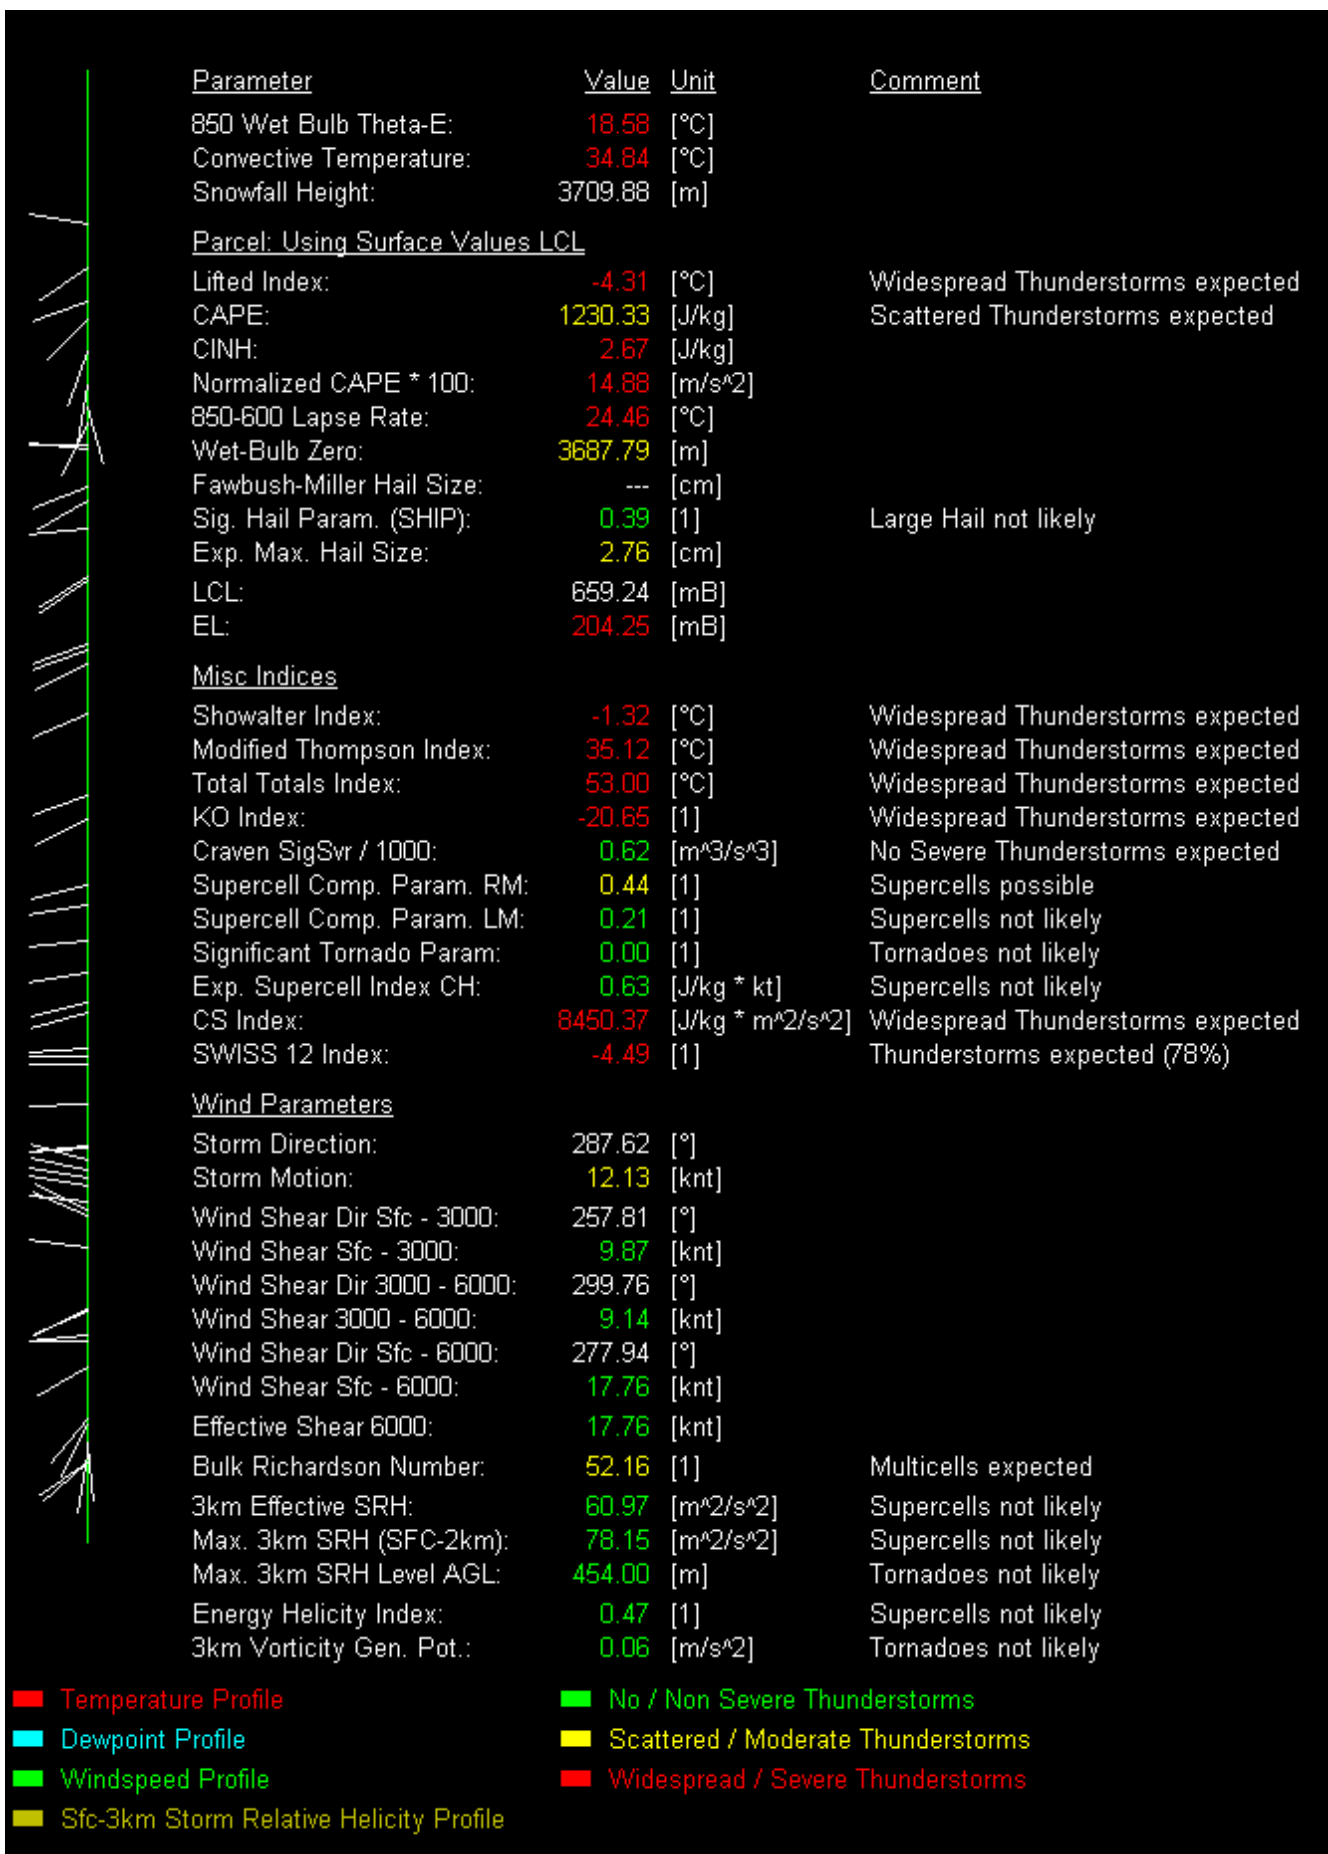 Parameter Value Unit Comment
850 Wet Bulb Theta-E: 18.58 [°C]
Convective Temperature: 34.84 [°C]
Snowfall Height: 3709.88 [m]
Parcel: Using Surface Values LCL
Lifted Index: -4.31 [°C] Widespread Thunderstorms expected
CAPE: 1230.33 [J/kg] Scattered Thunderstorms expected
CINH: 2.67 [J/kg]
Normalized CAPE * 100: 14.88 [m/s^2]
850-600 Lapse Rate: 24.46 [°C]
Wet-Bulb Zero: 3687.79 [m]
Fawbush-Miller Hail Size: --- [cm]
Sig. Hail Param. (SHIP): 0.39 [1] Large Hail not likely
Exp. Max. Hail Size: 2.76 [cm]
LCL: 659.24 [mB]
EL: 204.25 [mB]
Misc Indices
Showalter Index: -1.32 [°C] Widespread Thunderstorms expected
Modified Thompson Index: 35.12 [°C] Widespread Thunderstorms expected
Total Totals Index: 53.00 [°C] Widespread Thunderstorms expected
KO Index: -20.65 [1] Widespread Thunderstorms expected
Craven SigSvr / 1000: 0.62 [m^3/s^3] No Severe Thunderstorms expected
Supercell Comp. Param. RM: 0.44 [1] Supercells possible
Supercell Comp. Param. LM: 0.21 [1] Supercells not likely
Significant Tornado Param: 0.00 [1] Tornadoes not likely
Exp. Supercell Index CH: 0.63 [J/kg * kt] Supercells not likely
CS Index: 8450.37 [J/kg * m^2/s^2] Widespread Thunderstorms expected
SWISS 12 Index: -4.49 [1] Thunderstorms expected (78%)
Wind Parameters
Storm Direction: 287.62 [°]
Storm Motion: 12.13 [knt]
Wind Shear Dir Sfc - 3000: 257.81 [°]
Wind Shear Sfc - 3000: 9.87 [knt]
Wind Shear Dir 3000 - 6000: 299.76 [°]
Wind Shear 3000 - 6000: 9.14 [knt]
Wind Shear Dir Sfc - 6000: 277.94 [°]
Wind Shear Sfc - 6000: 17.76 [knt]
Effective Shear 6000: 17.76 [knt]
Bulk Richardson Number: 52.16 [1] Multicells expected
3km Effective SRH: 60.97 [m^2/s^2] Supercells not likely
Max. 3km SRH (SFC-2km): 78.15 [m^2/s^2] Supercells not likely
Max. 3km SRH Level AGL: 454.00 [m] Tornadoes not likely
Energy Helicity Index: 0.47 [1] Supercells not likely
3km Vorticity Gen. Pot.: 0.06 [m/s^2] Tornadoes not likely
Temperature Profile
Dewpoint Profile
Windspeed Profile
Sfc-3km Storm Relative Helicity Profile
No / Non Severe Thunderstorms
Scattered / Moderate Thunderstorms
Widespread / Severe Thunderstorms